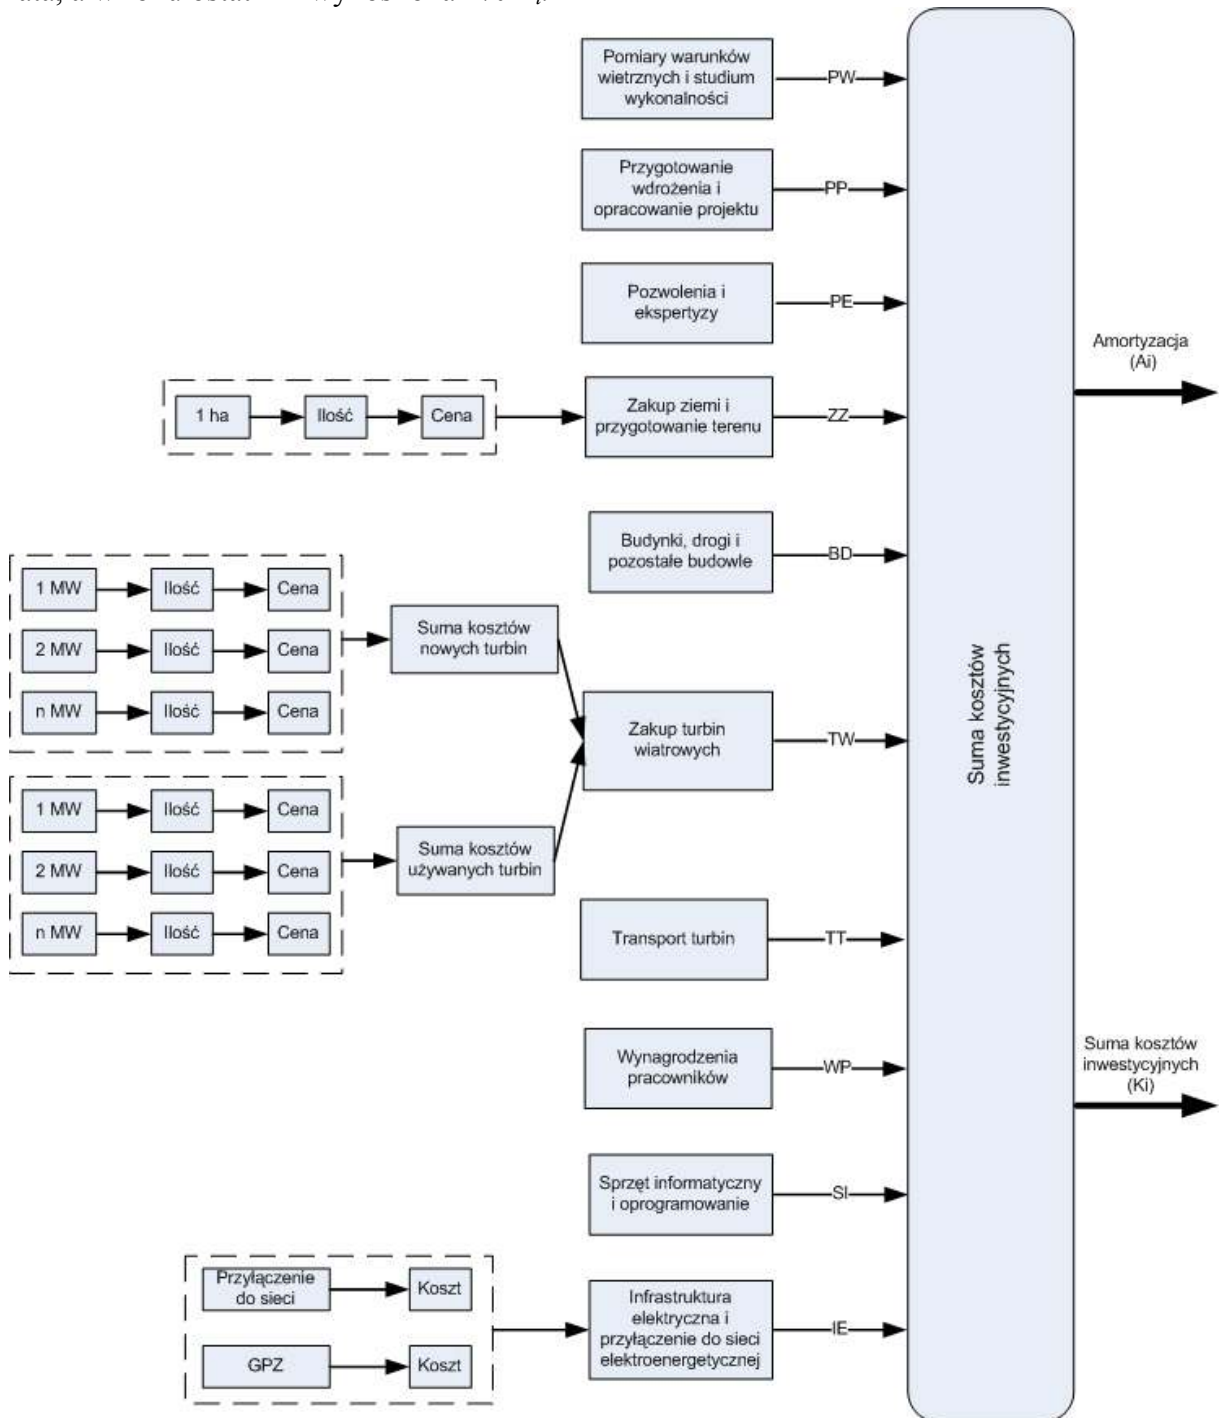 Pomiary warunków
wietrznych i studium
wykonalności
PW
Przygotowanie
wdrożenia i
opracowanie projektu
PP
Pozwolenia i
ekspertyzy
PE
Amortyzacja
(Ai)
1 ha
Ilość
Cena
Zakup ziemi i
przygotowanie terenu
ZZ
Budynki, drogi i
pozostałe budowle
BD
1 MW
Ilość
Cena
2 MW
Ilość
Cena
n MW
Ilość
Cena
Suma kosztów
nowych turbin
Zakup turbin
wiatrowych
TW
Suma kosztów
inwestycyjnych
1 MW
Ilość
Cena
2 MW
Ilość
Cena
n MW
Ilość
Cena
Suma kosztów
używanych turbin
Transport turbin
TT
Wynagrodzenia
pracowników
WP
Suma kosztów
inwestycyjnych
(Ki)
Sprzęt informatyczny
i oprogramowanie
SI
Przyłączenie
do sieci
Koszt
GPZ
Koszt
Infrastruktura
elektryczna i
przyłączenie do sieci
elektroenergetycznej
IE